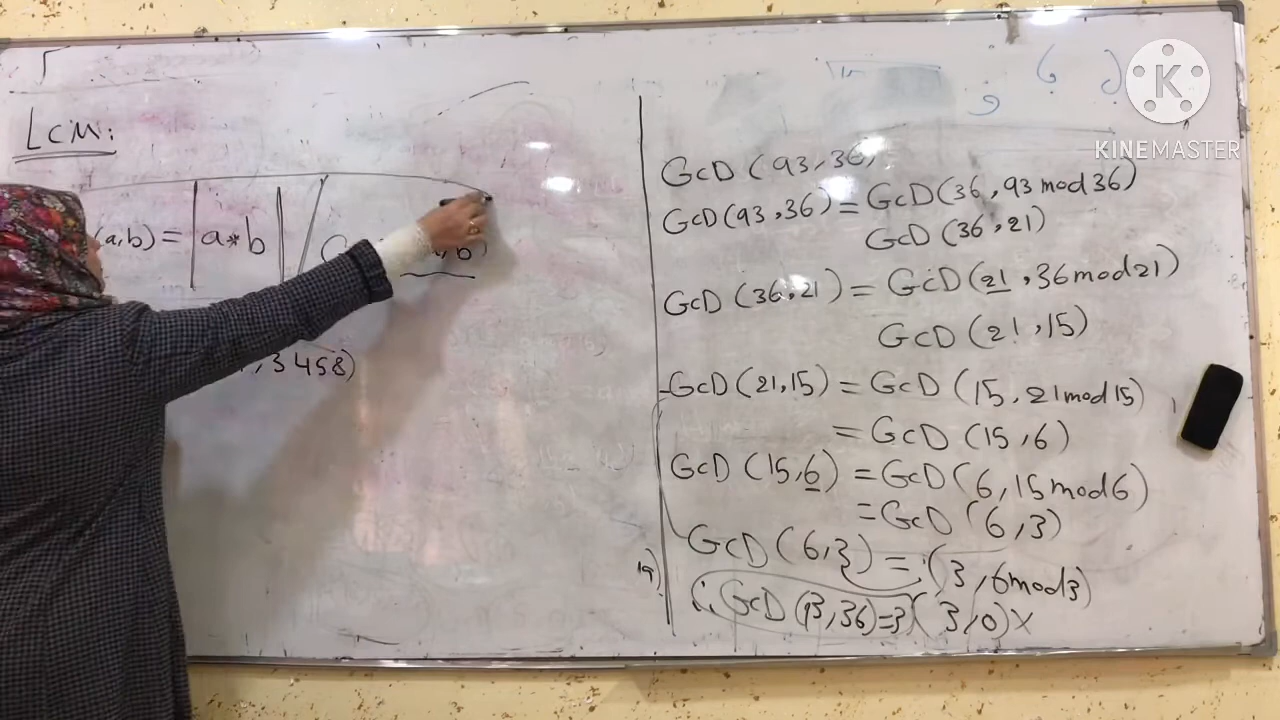 LCM:
(a,b) = |a*b| / b)
, 3458)
GCD (93,36)
GCD (93,36) = GCD (36, 93 mod 36)
GCD (36,21)
GCD (36,21) = GCD (21, 36 mod 21)
GCD (21,15)
GCD (21,15) = GCD (15, 21 mod 15)
= GCD (15,6)
GCD (15,6) = GCD (6, 15 mod 6)
= GCD (6,3)
GCD (6,3) = (3, 6 mod 3)
∴ GCD (93,36)=3 (3,0) X
KINEMASTER